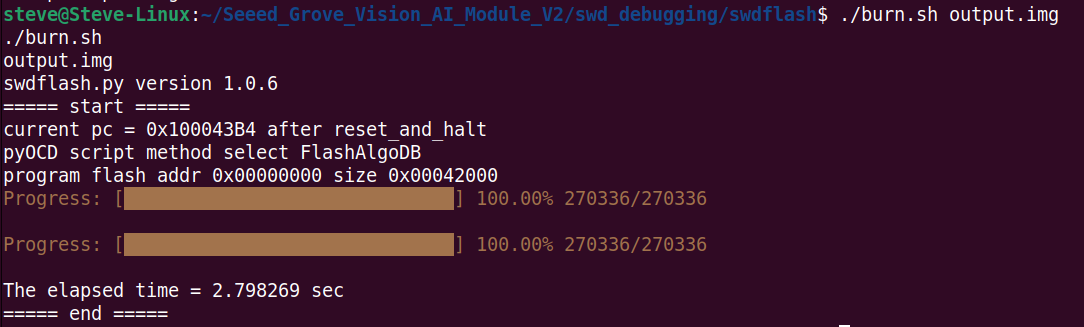 steve@Steve-Linux:~/Seeed_Grove_Vision_AI_Module_V2/swd_debugging/swdflash$ ./burn.sh output.img
./burn.sh
output.img
swdflash.py version 1.0.6
===== start =====
current pc = 0x100043B4 after reset_and_halt
pyOCD script method select FlashAlgoDB
program flash addr 0x00000000 size 0x00042000
Progress: [ ] 100.00% 270336/270336
Progress: [ ] 100.00% 270336/270336
The elapsed time = 2.798269 sec
===== end =====